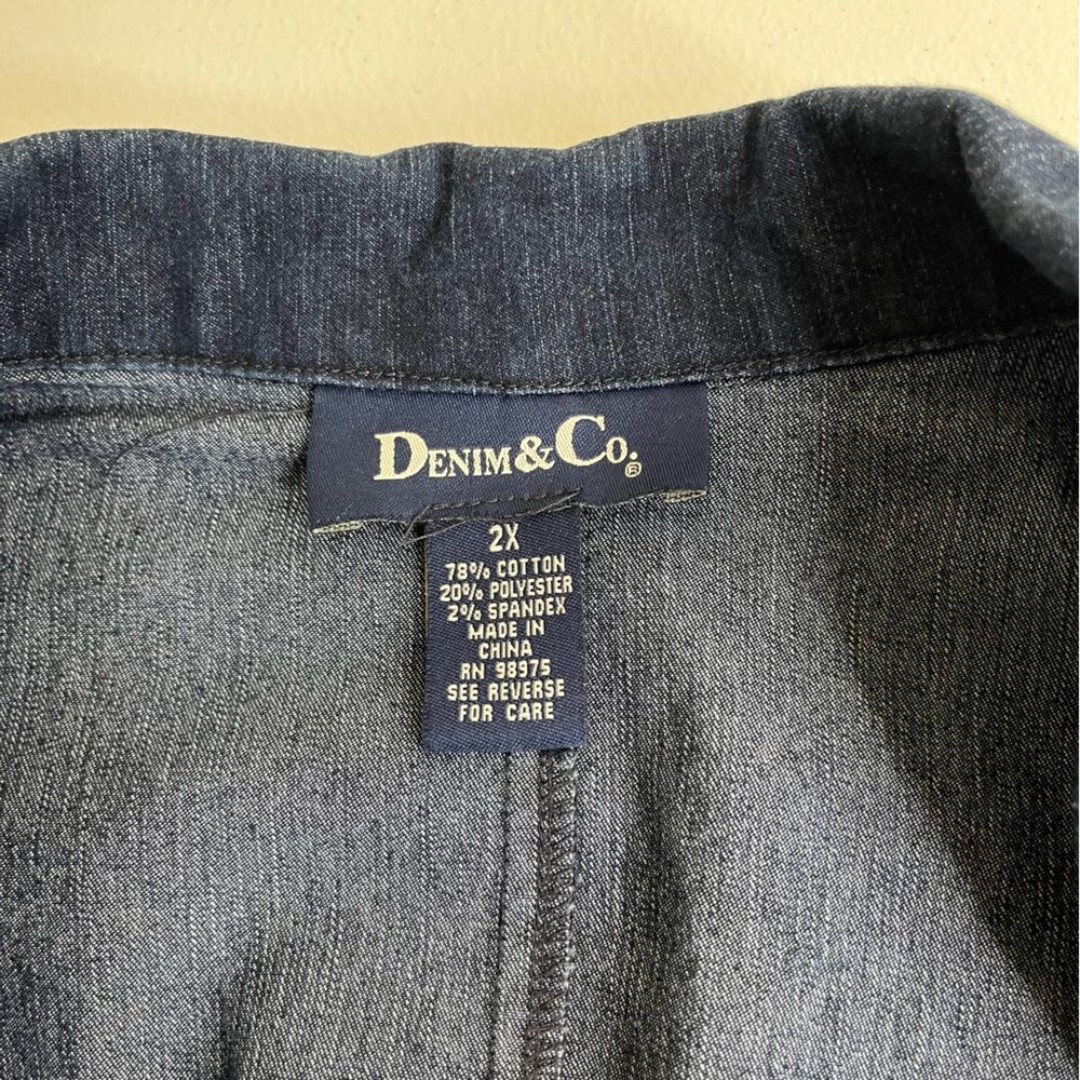 DENIM & CO.®
2X
78% COTTON
20% POLYESTER
2% SPANDEX
MADE IN
CHINA
RN 98975
SEE REVERSE
FOR CARE